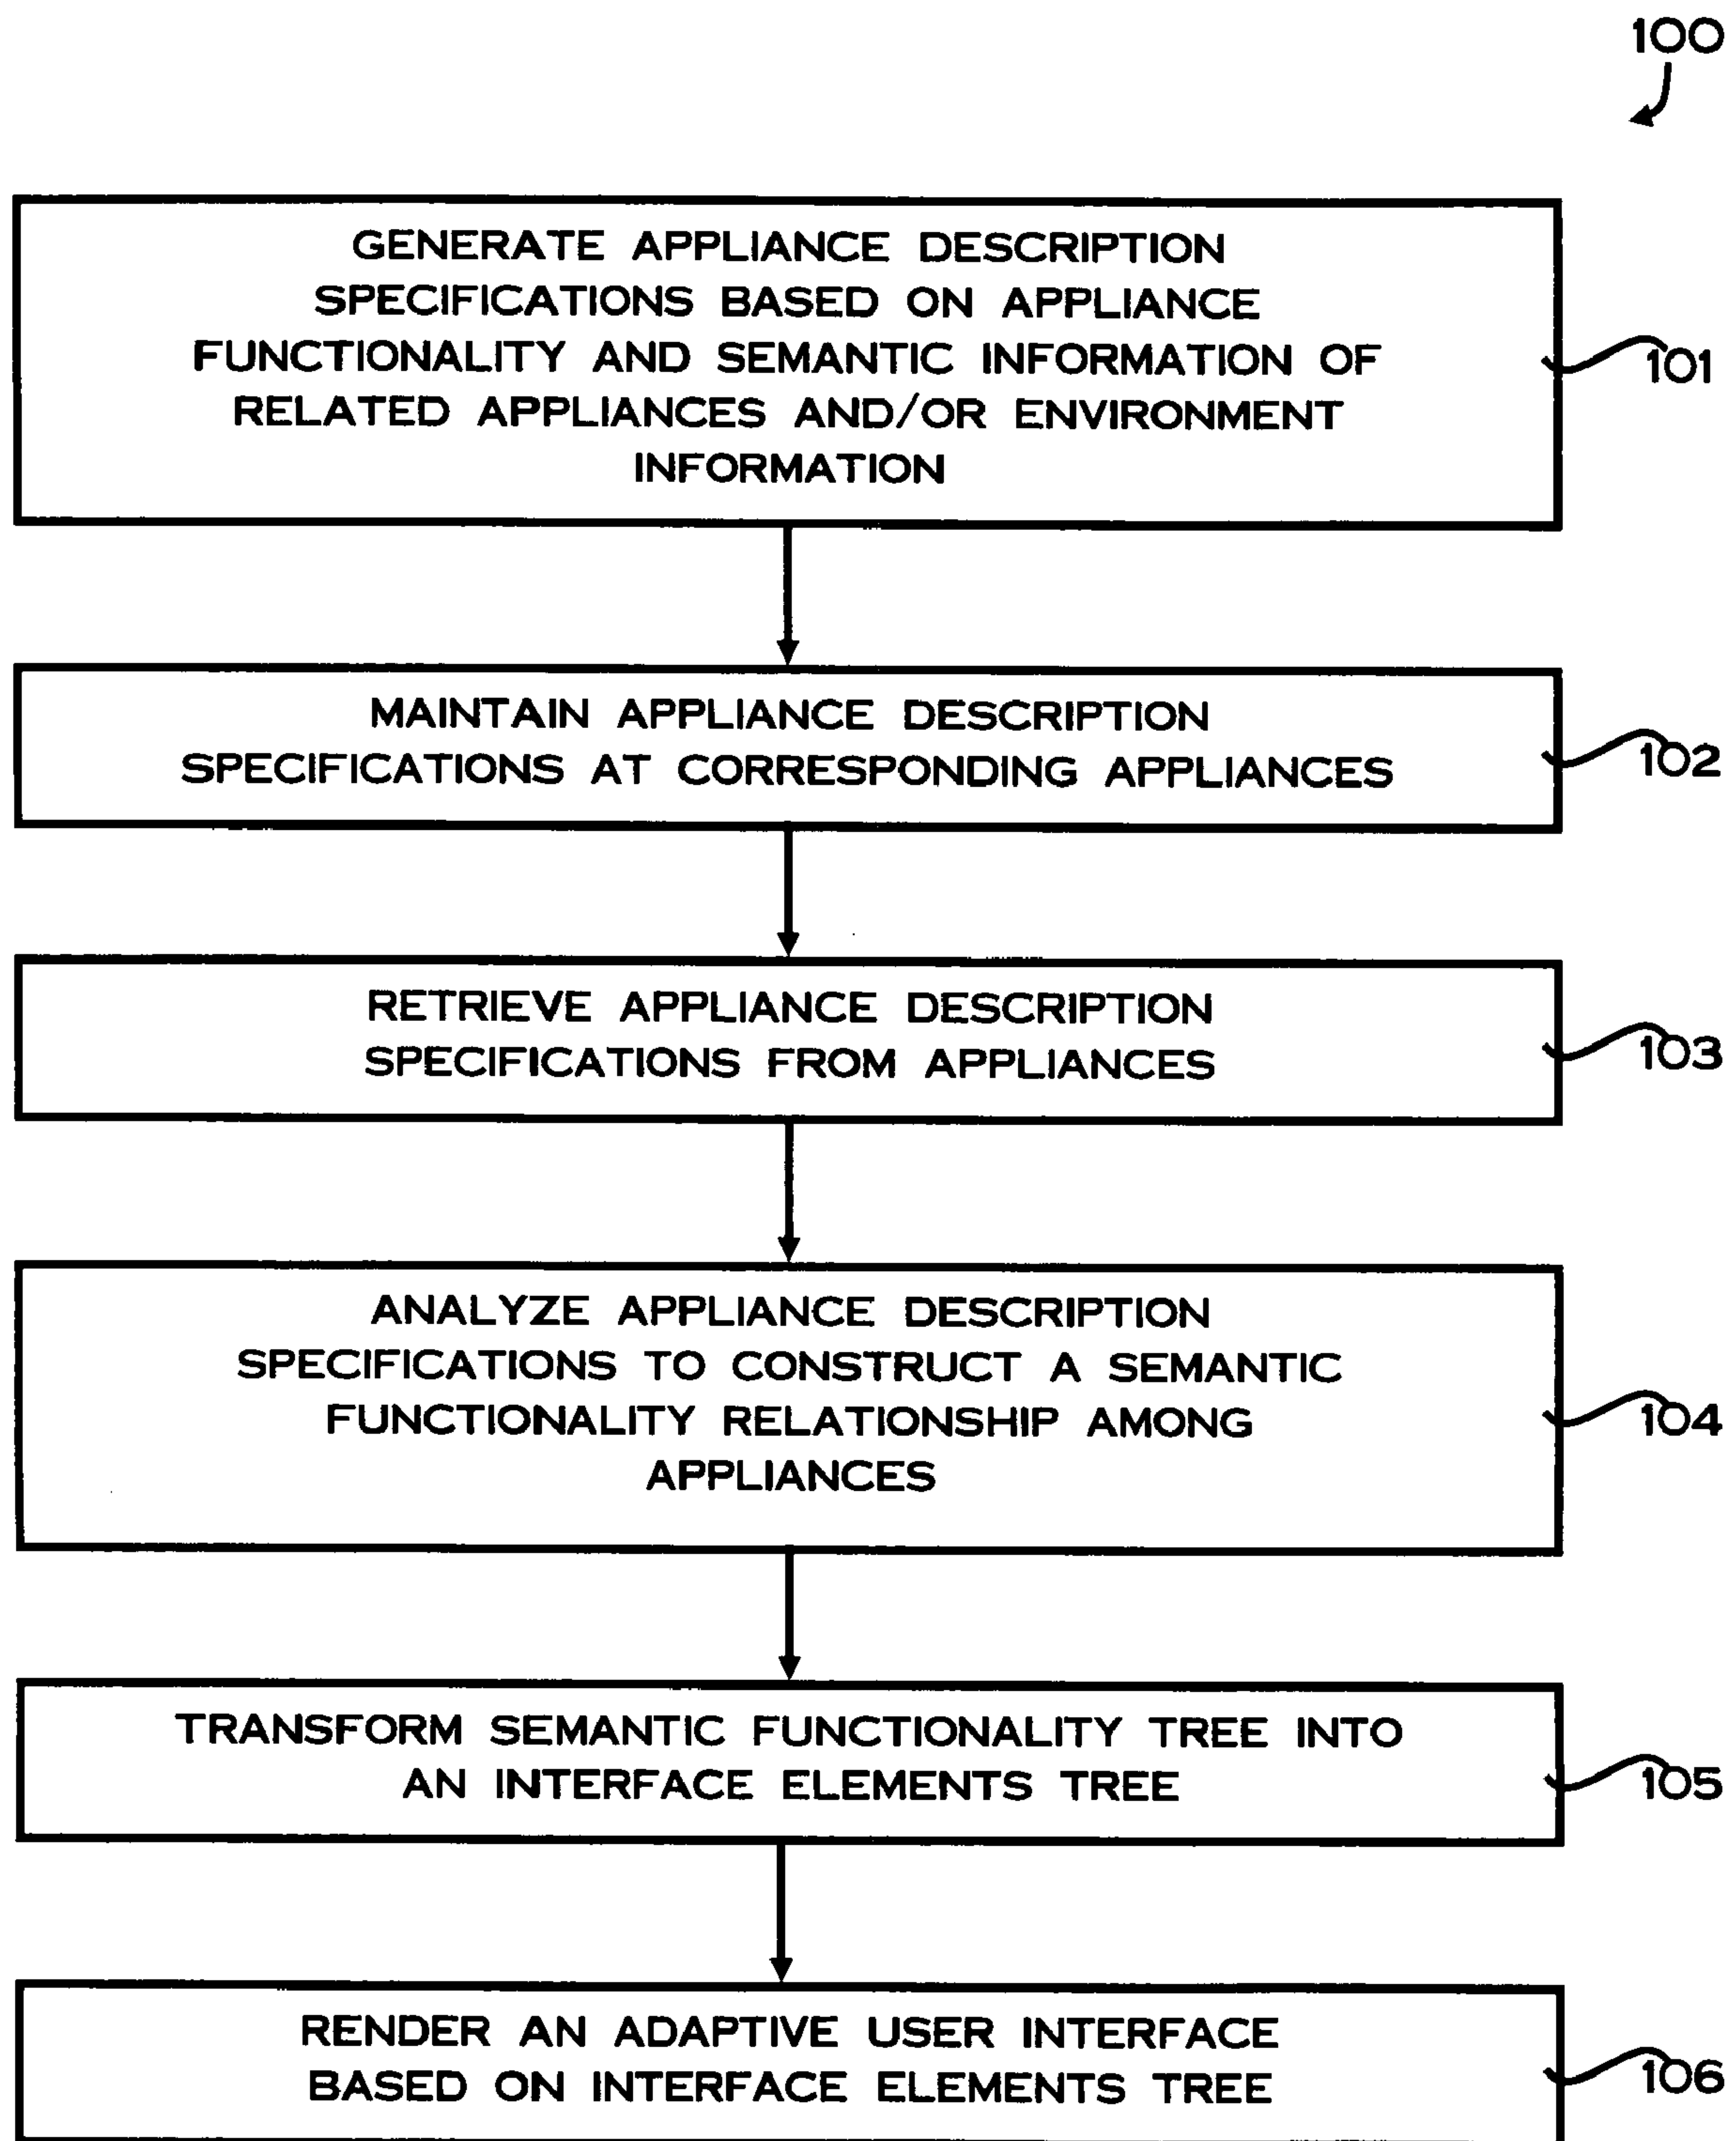 100
GENERATE APPLIANCE DESCRIPTION
SPECIFICATIONS BASED ON APPLIANCE
FUNCTIONALITY AND SEMANTIC INFORMATION OF
RELATED APPLIANCES AND/OR ENVIRONMENT
INFORMATION
101
MAINTAIN APPLIANCE DESCRIPTION
SPECIFICATIONS AT CORRESPONDING APPLIANCES
102
RETRIEVE APPLIANCE DESCRIPTION
SPECIFICATIONS FROM APPLIANCES
103
ANALYZE APPLIANCE DESCRIPTION
SPECIFICATIONS TO CONSTRUCT A SEMANTIC
FUNCTIONALITY RELATIONSHIP AMONG
APPLIANCES
104
TRANSFORM SEMANTIC FUNCTIONALITY TREE INTO
AN INTERFACE ELEMENTS TREE
105
RENDER AN ADAPTIVE USER INTERFACE
BASED ON INTERFACE ELEMENTS TREE
106